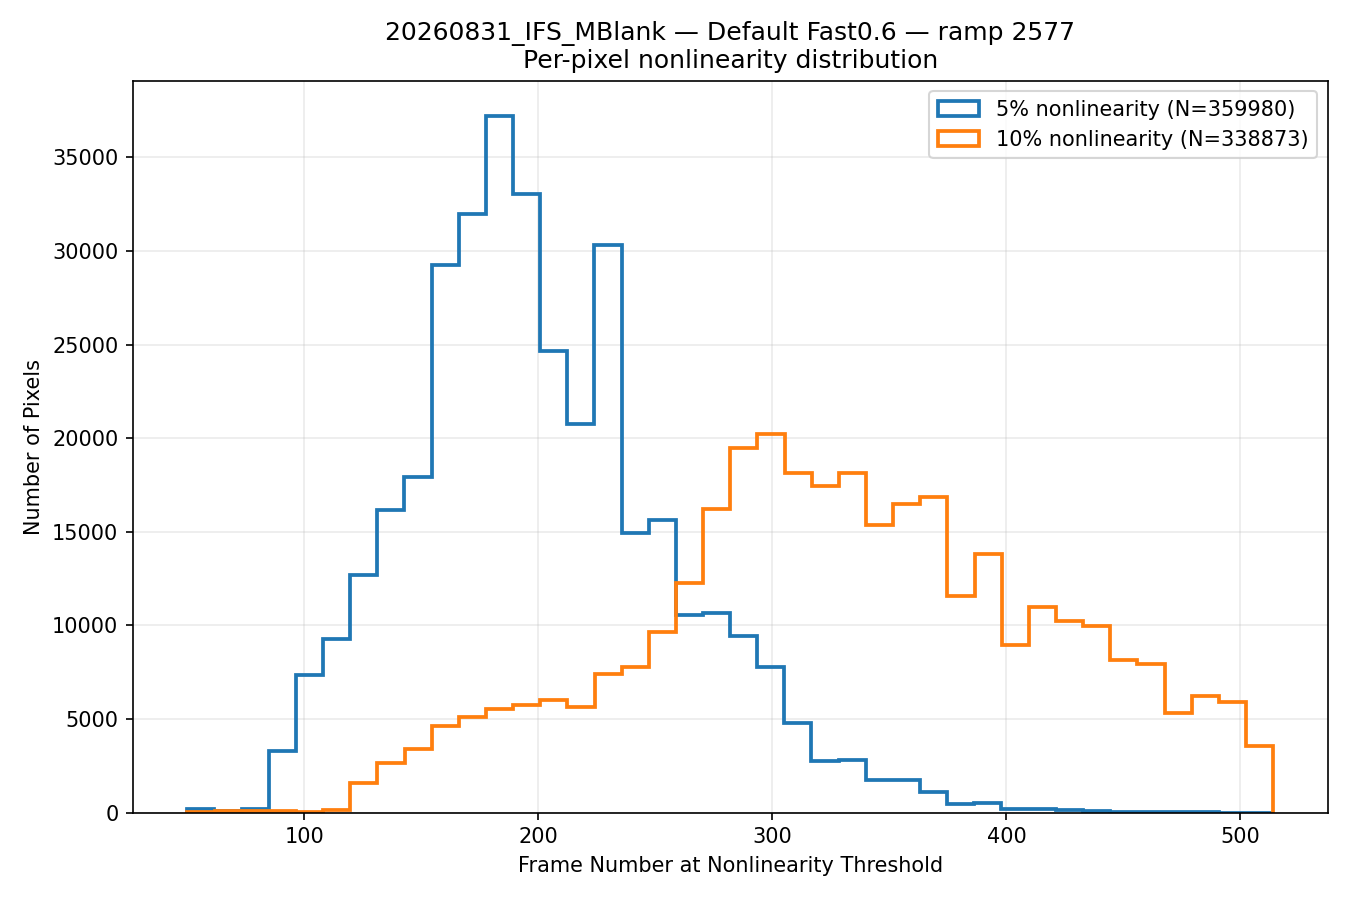 20260831_IFS_MBlank — Default Fast0.6 — ramp 2577
Per-pixel nonlinearity distribution
5% nonlinearity (N=359980)
10% nonlinearity (N=338873)
Number of Pixels
35000
30000
25000
20000
15000
10000
5000
0
100 200 300 400 500
Frame Number at Nonlinearity Threshold